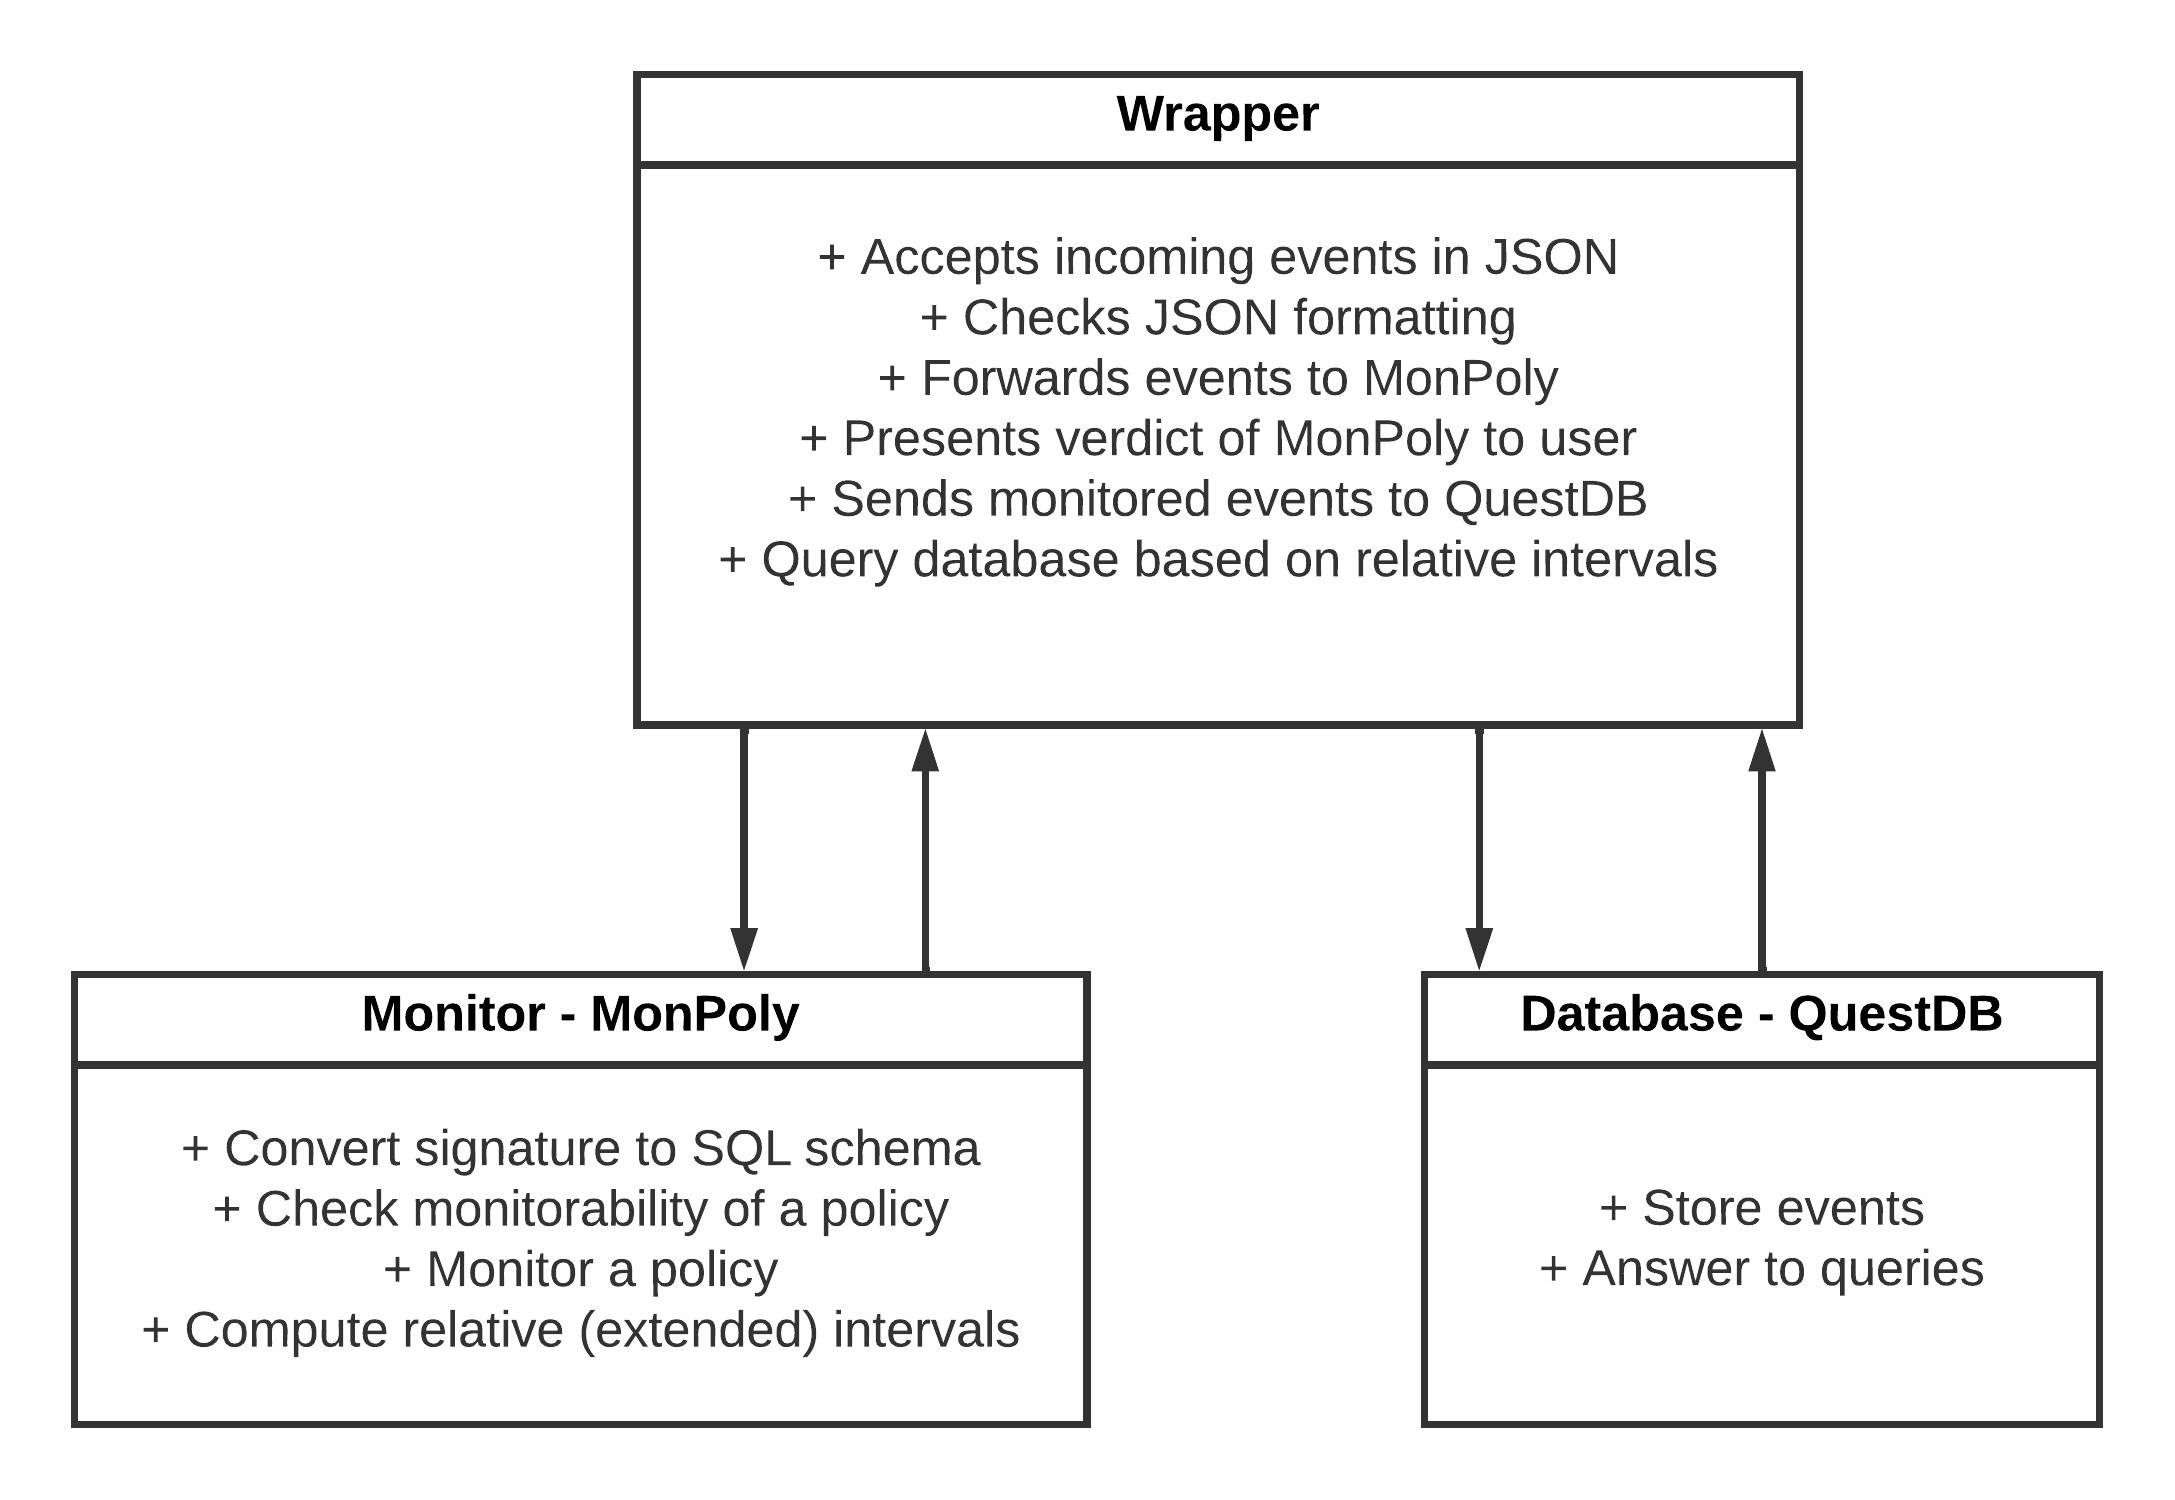 Wrapper
+ Accepts incoming events in JSON
+ Checks JSON formatting
+ Forwards events to MonPoly
+ Presents verdict of MonPoly to user
+ Sends monitored events to QuestDB
+ Query database based on relative intervals
Monitor - MonPoly
+ Convert signature to SQL schema
+ Check monitorability of a policy
+ Monitor a policy
+ Compute relative (extended) intervals
Database - QuestDB
+ Store events
+ Answer to queries